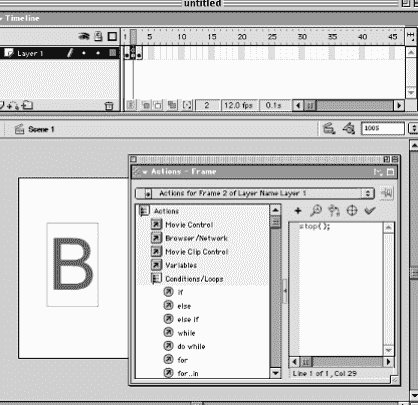 untitled
Timeline
1 5 10 15 20 25 30 35 40 45
Layer 1
2 12.0 fps 0.1s
Scene 1
100%
Actions - Frame
Actions for Frame 2 of Layer Name Layer 1
Actions
Movie Control
Browser/Network
Movie Clip Control
Variables
Conditions/Loops
if
else
else if
while
do while
for
for..in
stop();
Line 1 of 1, Col 29
B